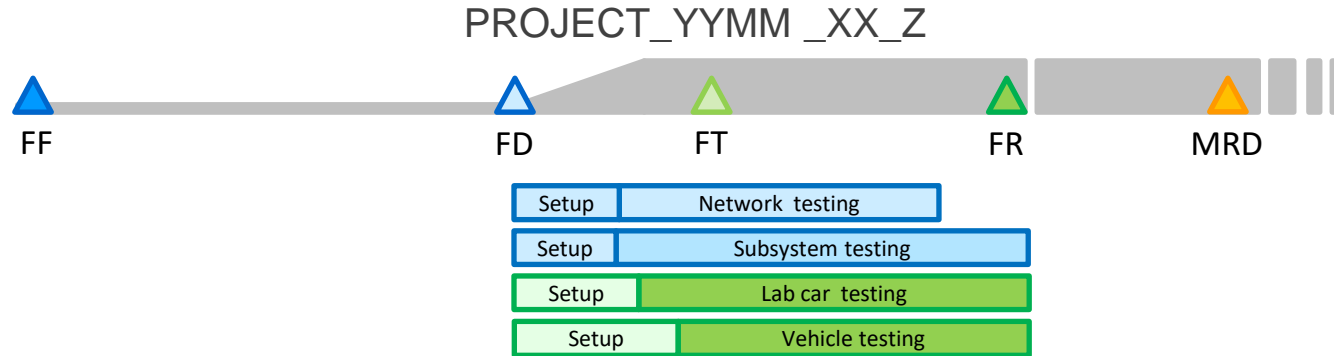 PROJECT_YYMM _XX_Z
FF FD FT FR MRD
Setup Network testing
Setup Subsystem testing
Setup Lab car testing
Setup Vehicle testing